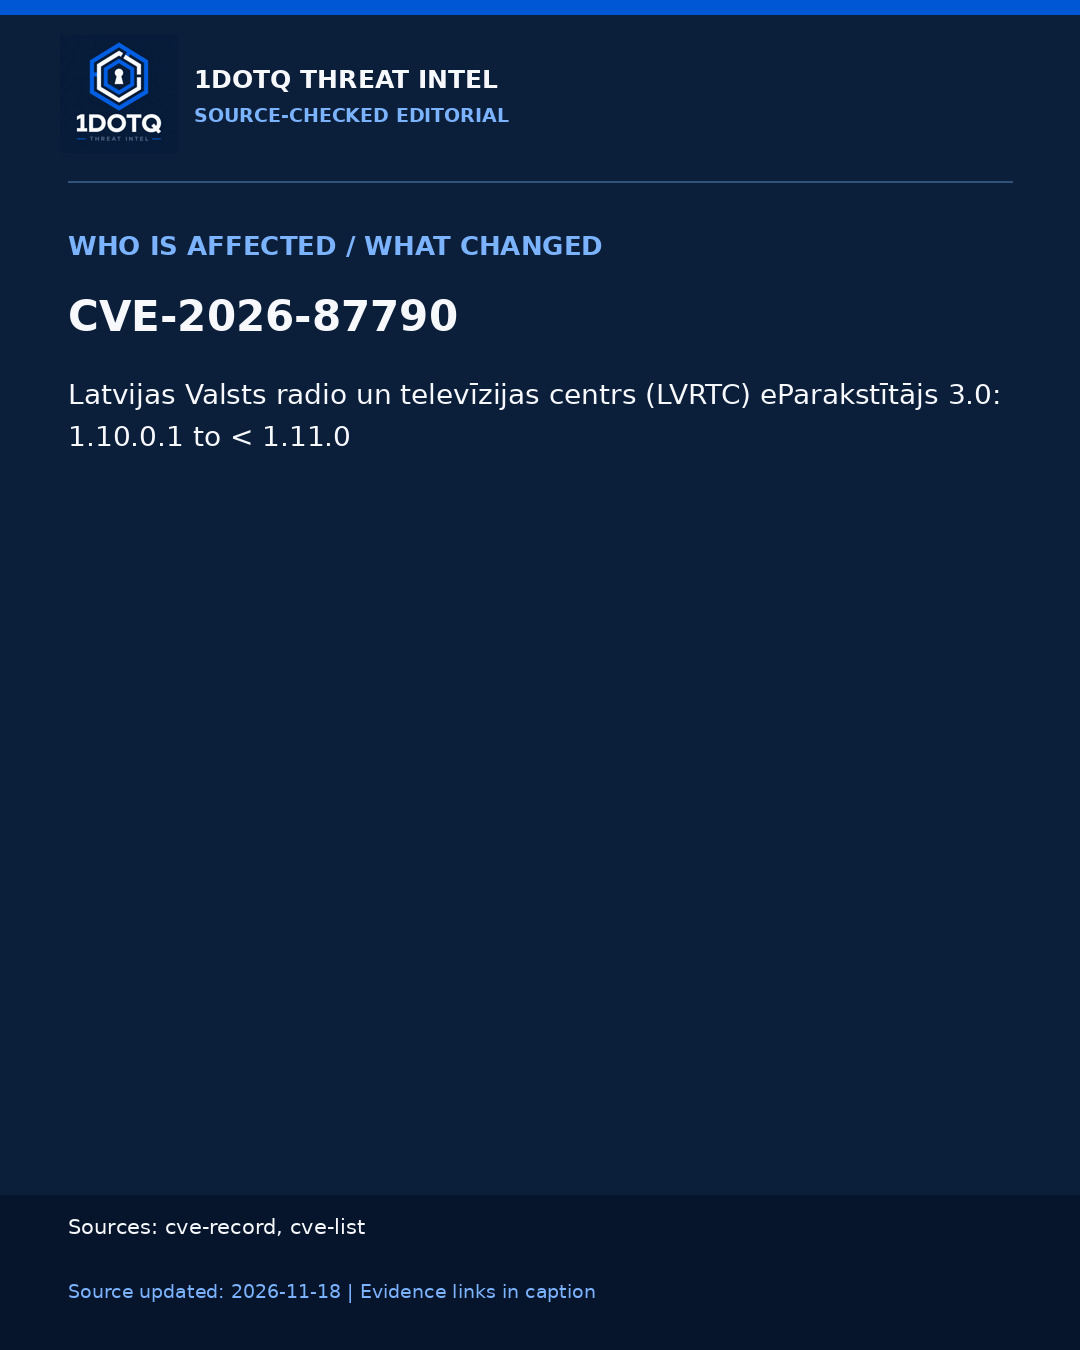 1DOTQ
THREAT INTEL
1DOTQ THREAT INTEL
SOURCE-CHECKED EDITORIAL
WHO IS AFFECTED / WHAT CHANGED
CVE-2026-87790
Latvijas Valsts radio un televīzijas centrs (LVRTC) eParakstītājs 3.0:
1.10.0.1 to < 1.11.0
Sources: cve-record, cve-list
Source updated: 2026-11-18 | Evidence links in caption